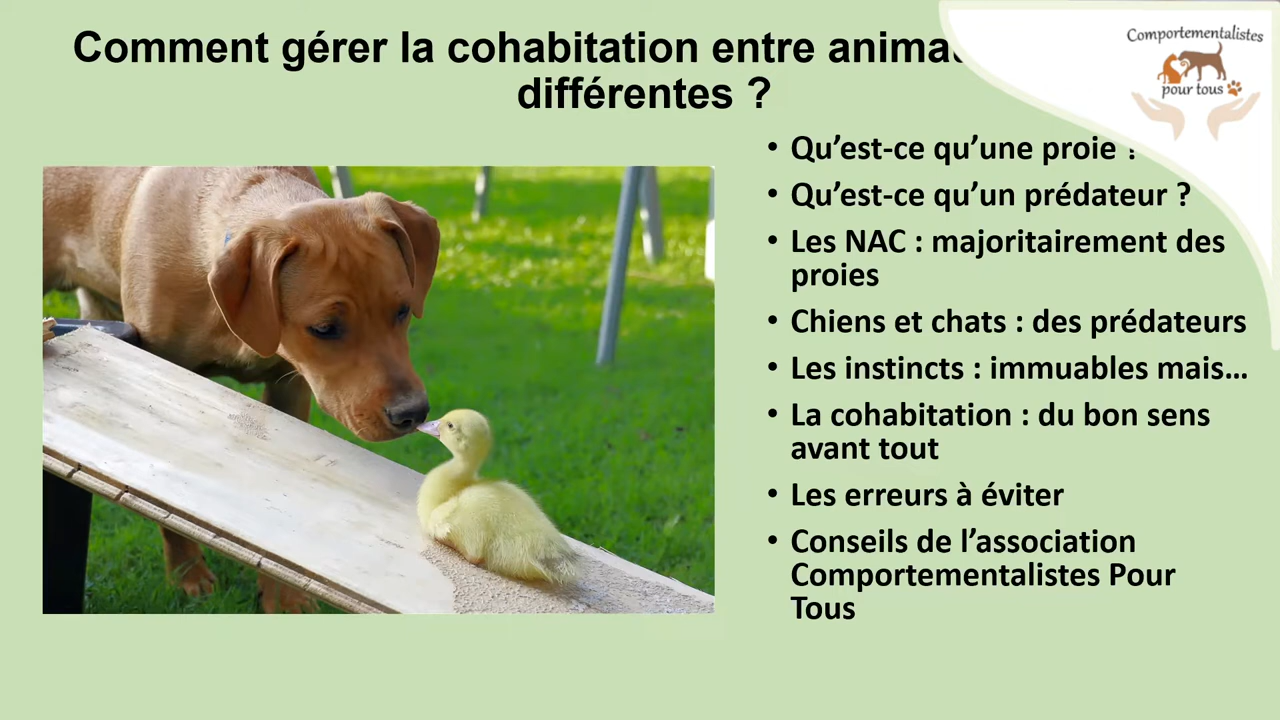 Comment gérer la cohabitation entre
différentes ?
Comportementalistes
pour tous
• Qu’est-ce qu’une proie ?
• Qu’est-ce qu’un prédateur ?
• Les NAC : majoritairement des
proies
• Chiens et chats : des prédateurs
• Les instincts : immuables mais…
• La cohabitation : du bon sens
avant tout
• Les erreurs à éviter
• Conseils de l’association
Comportementalistes Pour
Tous